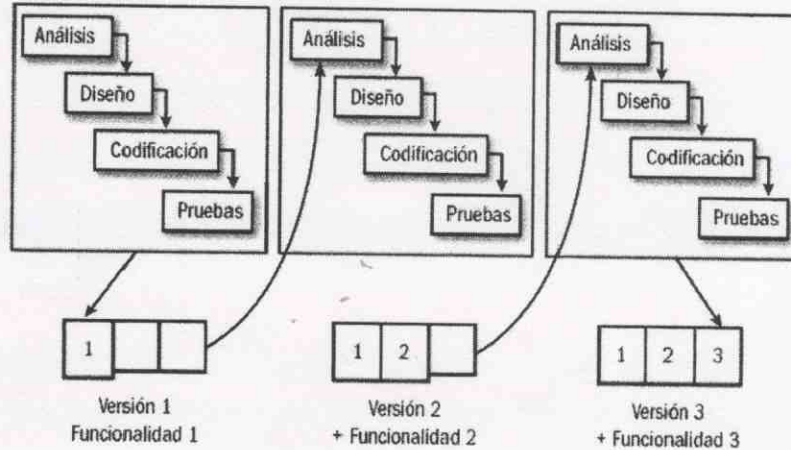 Análisis
Diseño
Codificación
Pruebas
Análisis
Diseño
Codificación
Pruebas
Análisis
Diseño
Codificación
Pruebas
1
1 2
1 2 3
Versión 1
Funcionalidad 1
Versión 2
+ Funcionalidad 2
Versión 3
+ Funcionalidad 3